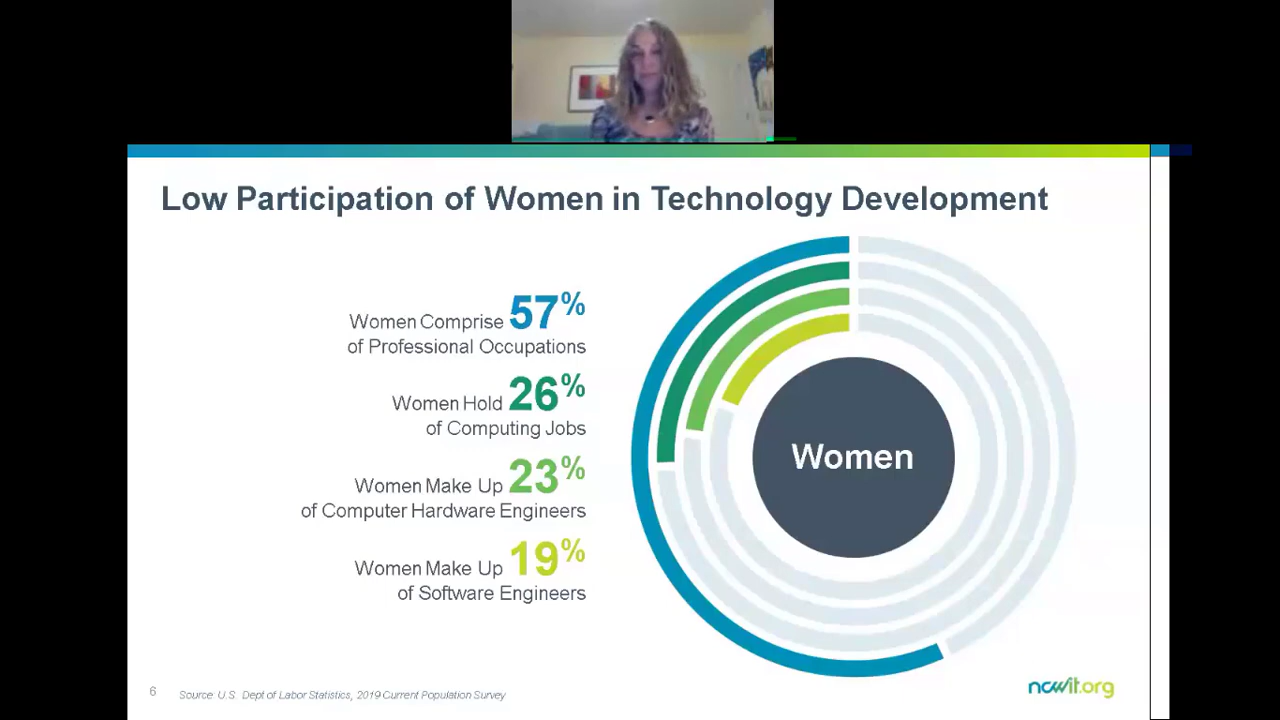 Low Participation of Women in Technology Development
Women Comprise 57%
of Professional Occupations
Women Hold 26%
of Computing Jobs
Women Make Up 23%
of Computer Hardware Engineers
Women Make Up 19%
of Software Engineers
Women
6
Source U.S. Dept of Labor Statistics, 2019 Current Population Survey
ncwit.org